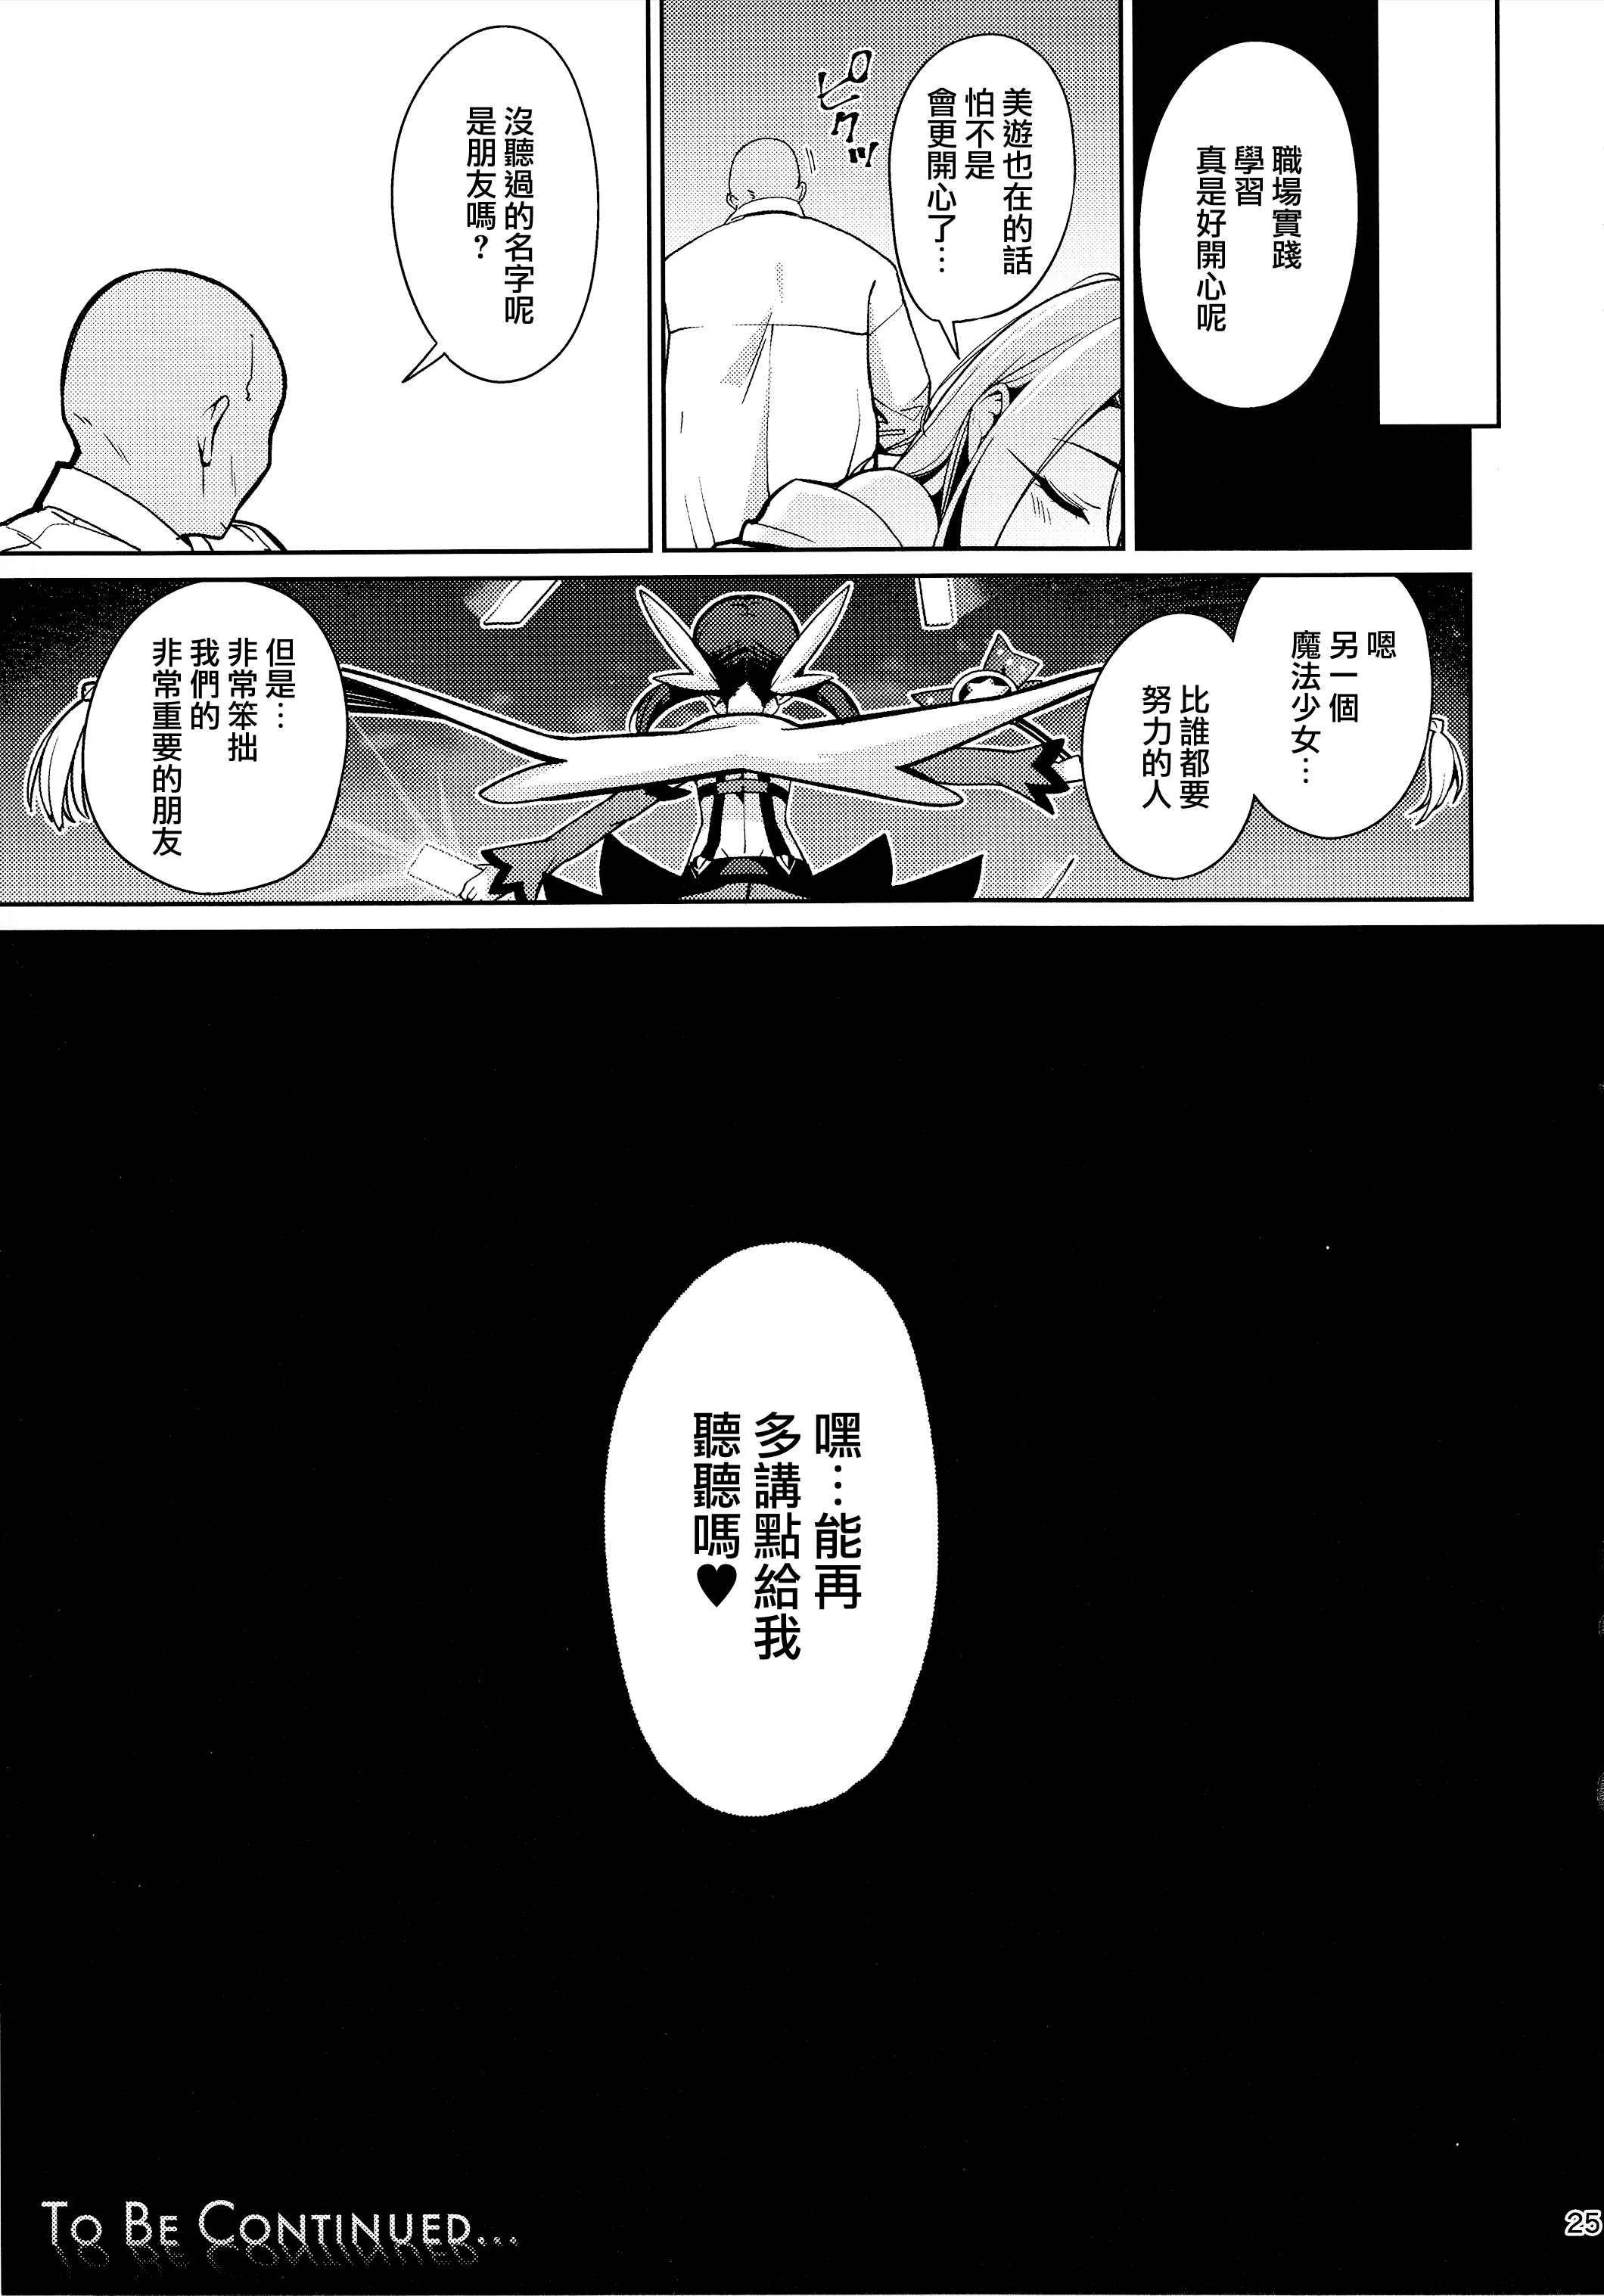 職場實踐
學習
真是好開心呢
美遊也在的話
怕不是
會更開心了…
ピクッ
沒聽過的名字呢
是朋友嗎?
嗯
另一個
魔法少女…
比誰都要
努力的人
但是…
非常笨拙
我們的
非常重要的朋友
嘿…能再
多講點給我
聽聽嗎♥
TO BE CONTINUED...
25